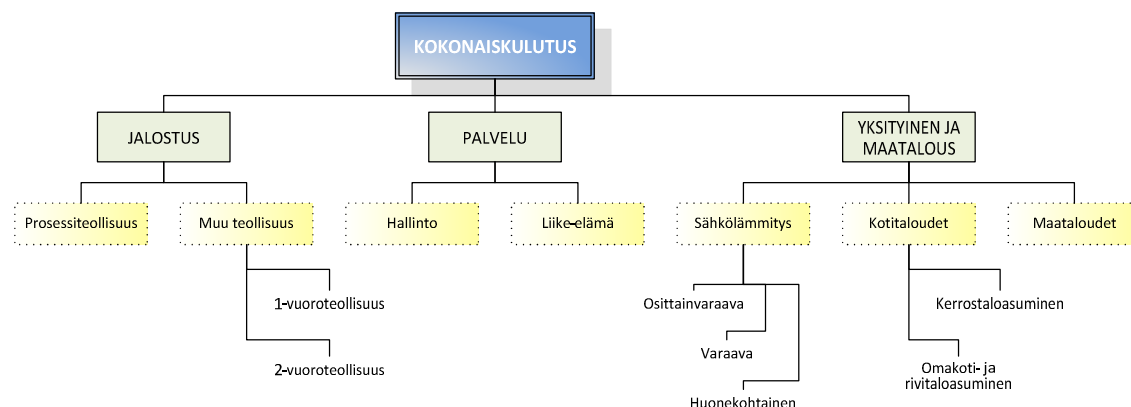 KOKONAISKULUTUS
JALOSTUS
PALVELU
YKSITYINEN JA
MAATALOUS
Prosessiteollisuus
Muu teollisuus
Hallinto
Liike-elämä
Sähkölämmitys
Kotitaloudet
Maataloudet
1-vuoroteollisuus
2-vuoroteollisuus
Osittainvaraava
Varaava
Huonekohtainen
Kerrostaloasuminen
Omakoti- ja
rivitaloasuminen